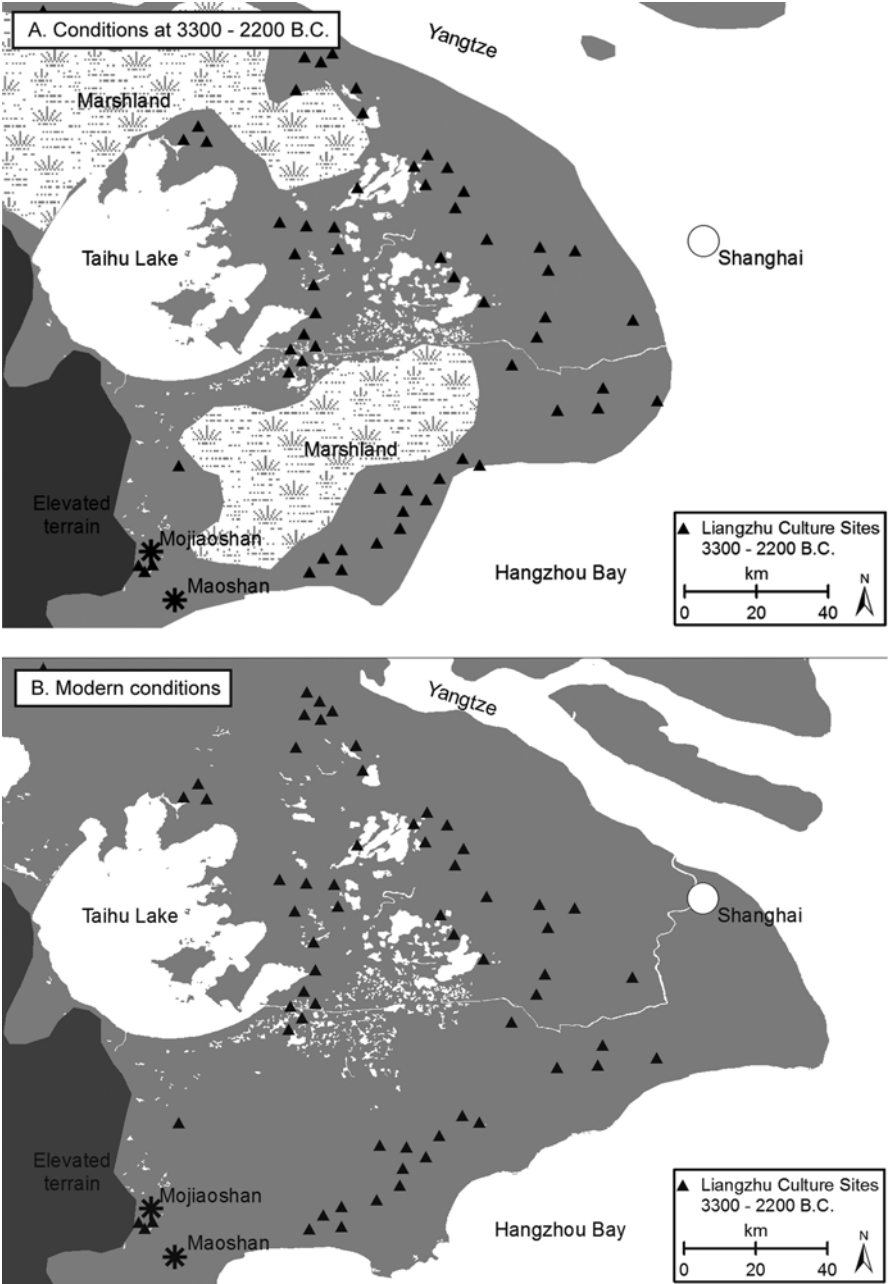 A. Conditions at 3300 - 2200 B.C.
Yangtze
Marshland
Taihu Lake
Shanghai
Marshland
Elevated
terrain
Mojiaoshan
Maoshan
Hangzhou Bay
Liangzhu Culture Sites
3300 - 2200 B.C.
km
0 20 40
N
B. Modern conditions
Yangtze
Taihu Lake
Shanghai
Elevated
terrain
Mojiaoshan
Maoshan
Hangzhou Bay
Liangzhu Culture Sites
3300 - 2200 B.C.
km
0 20 40
N